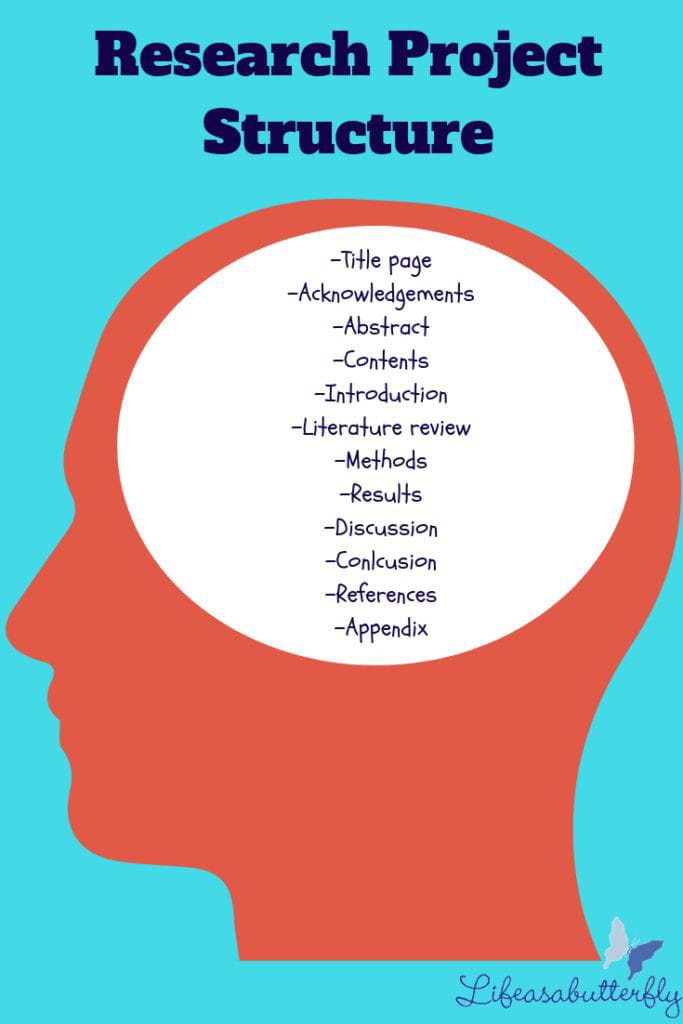 Research Project
Structure
-Title page
-Acknowledgements
-Abstract
-Contents
-Introduction
-Literature review
-Methods
-Results
-Discussion
-Conlcusion
-References
-Appendix
Lifeasabutterfly